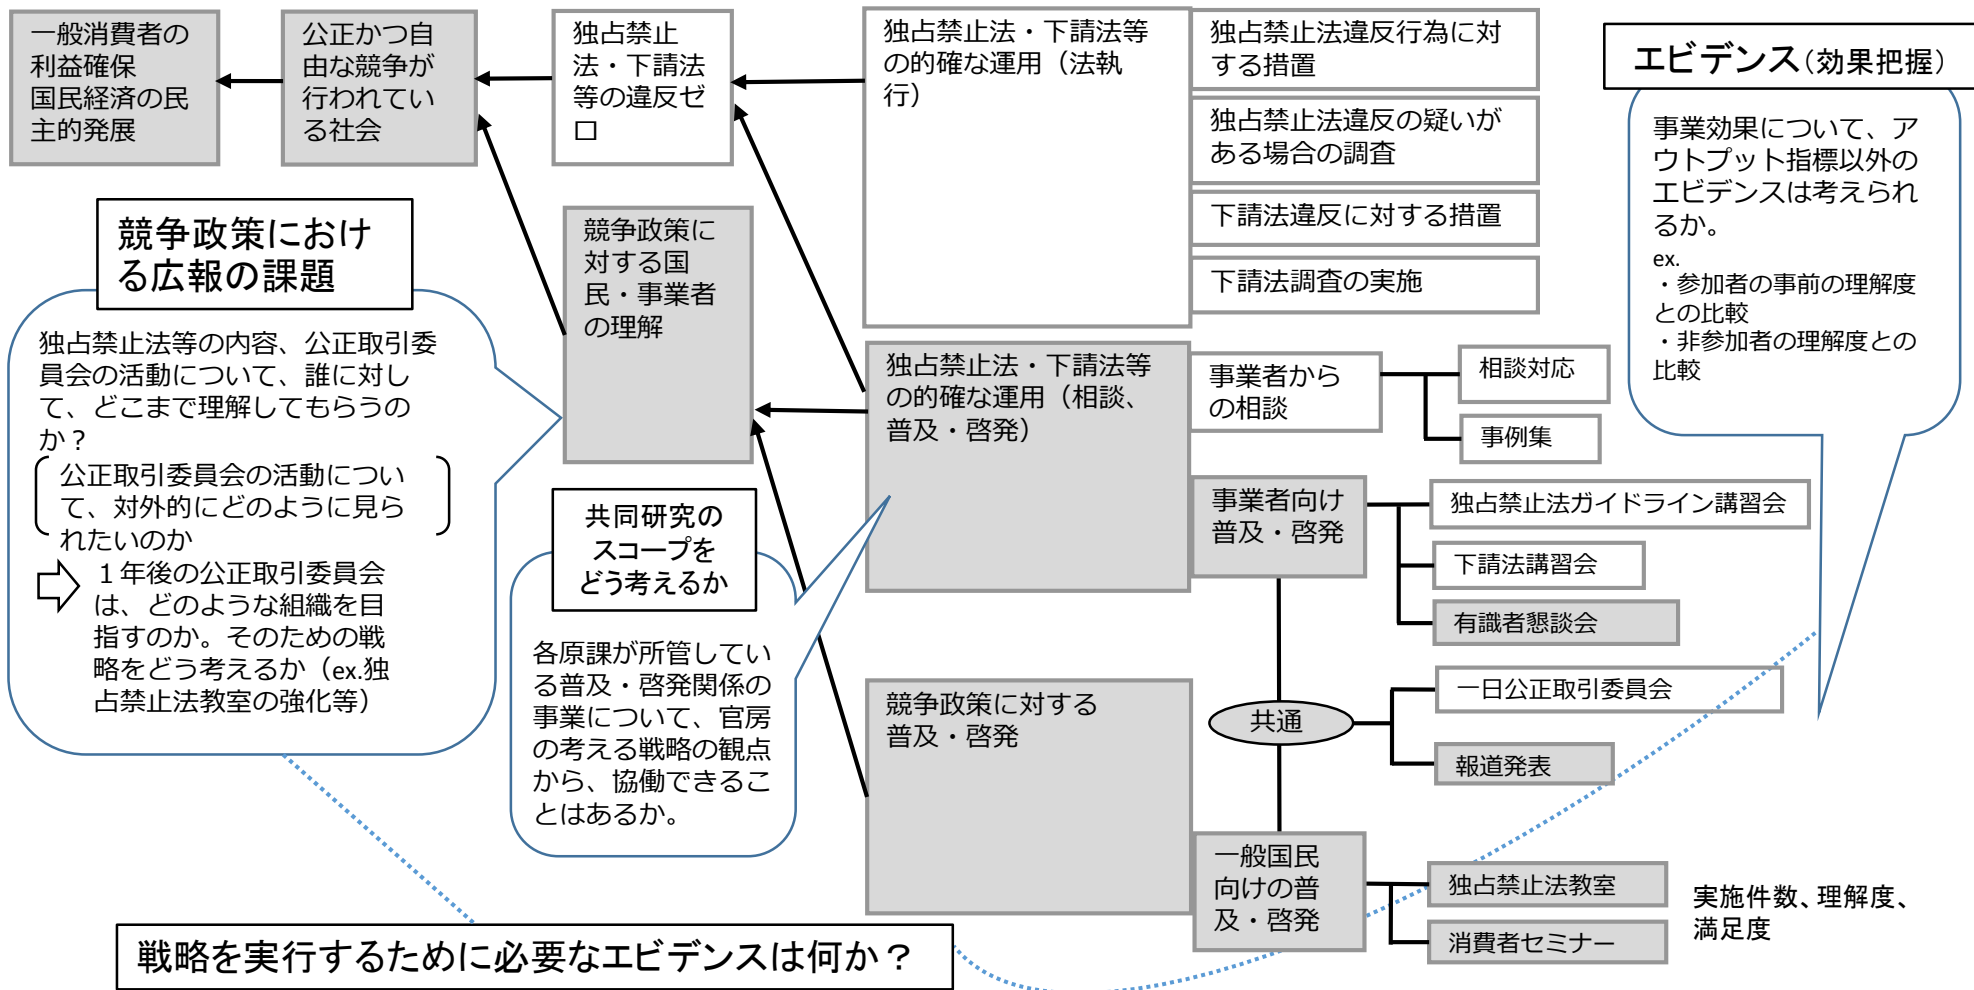 一般消費者の
利益確保
国民経済の民
主的発展
公正かつ自
由な競争が
行われてい
る社会
独占禁止
法・下請法
等の違反ゼ
ロ
独占禁止法・下請法等
の的確な運用（法執
行）
独占禁止法違反行為に対
する措置
独占禁止法違反の疑いが
ある場合の調査
下請法違反に対する措置
下請法調査の実施
エビデンス（効果把握）
事業効果について、ア
ウトプット指標以外の
エビデンスは考えられ
るか。
ex.
・参加者の事前の理解度
との比較
・非参加者の理解度との
比較
競争政策におけ
る広報の課題
独占禁止法等の内容、公正取引委
員会の活動について、誰に対し
て、どこまで理解してもらうの
か？
公正取引委員会の活動につい
て、対外的にどのように見ら
れたいのか
１年後の公正取引委員会
は、どのような組織を目
指すのか。そのための戦
略をどう考えるか（ex.独
占禁止法教室の強化等）
競争政策に
対する国
民・事業者
の理解
独占禁止法・下請法等
の的確な運用（相談、
普及・啓発）
事業者から
の相談
相談対応
事例集
共同研究の
スコープを
どう考えるか
各原課が所管してい
る普及・啓発関係の
事業について、官房
の考える戦略の観点
から、協働できるこ
とはあるか。
事業者向け
普及・啓発
独占禁止法ガイドライン講習会
下請法講習会
有識者懇談会
競争政策に対する
普及・啓発
共通
一日公正取引委員会
報道発表
一般国民
向けの普
及・啓発
独占禁止法教室
消費者セミナー
実施件数、理解度、
満足度
戦略を実行するために必要なエビデンスは何か？